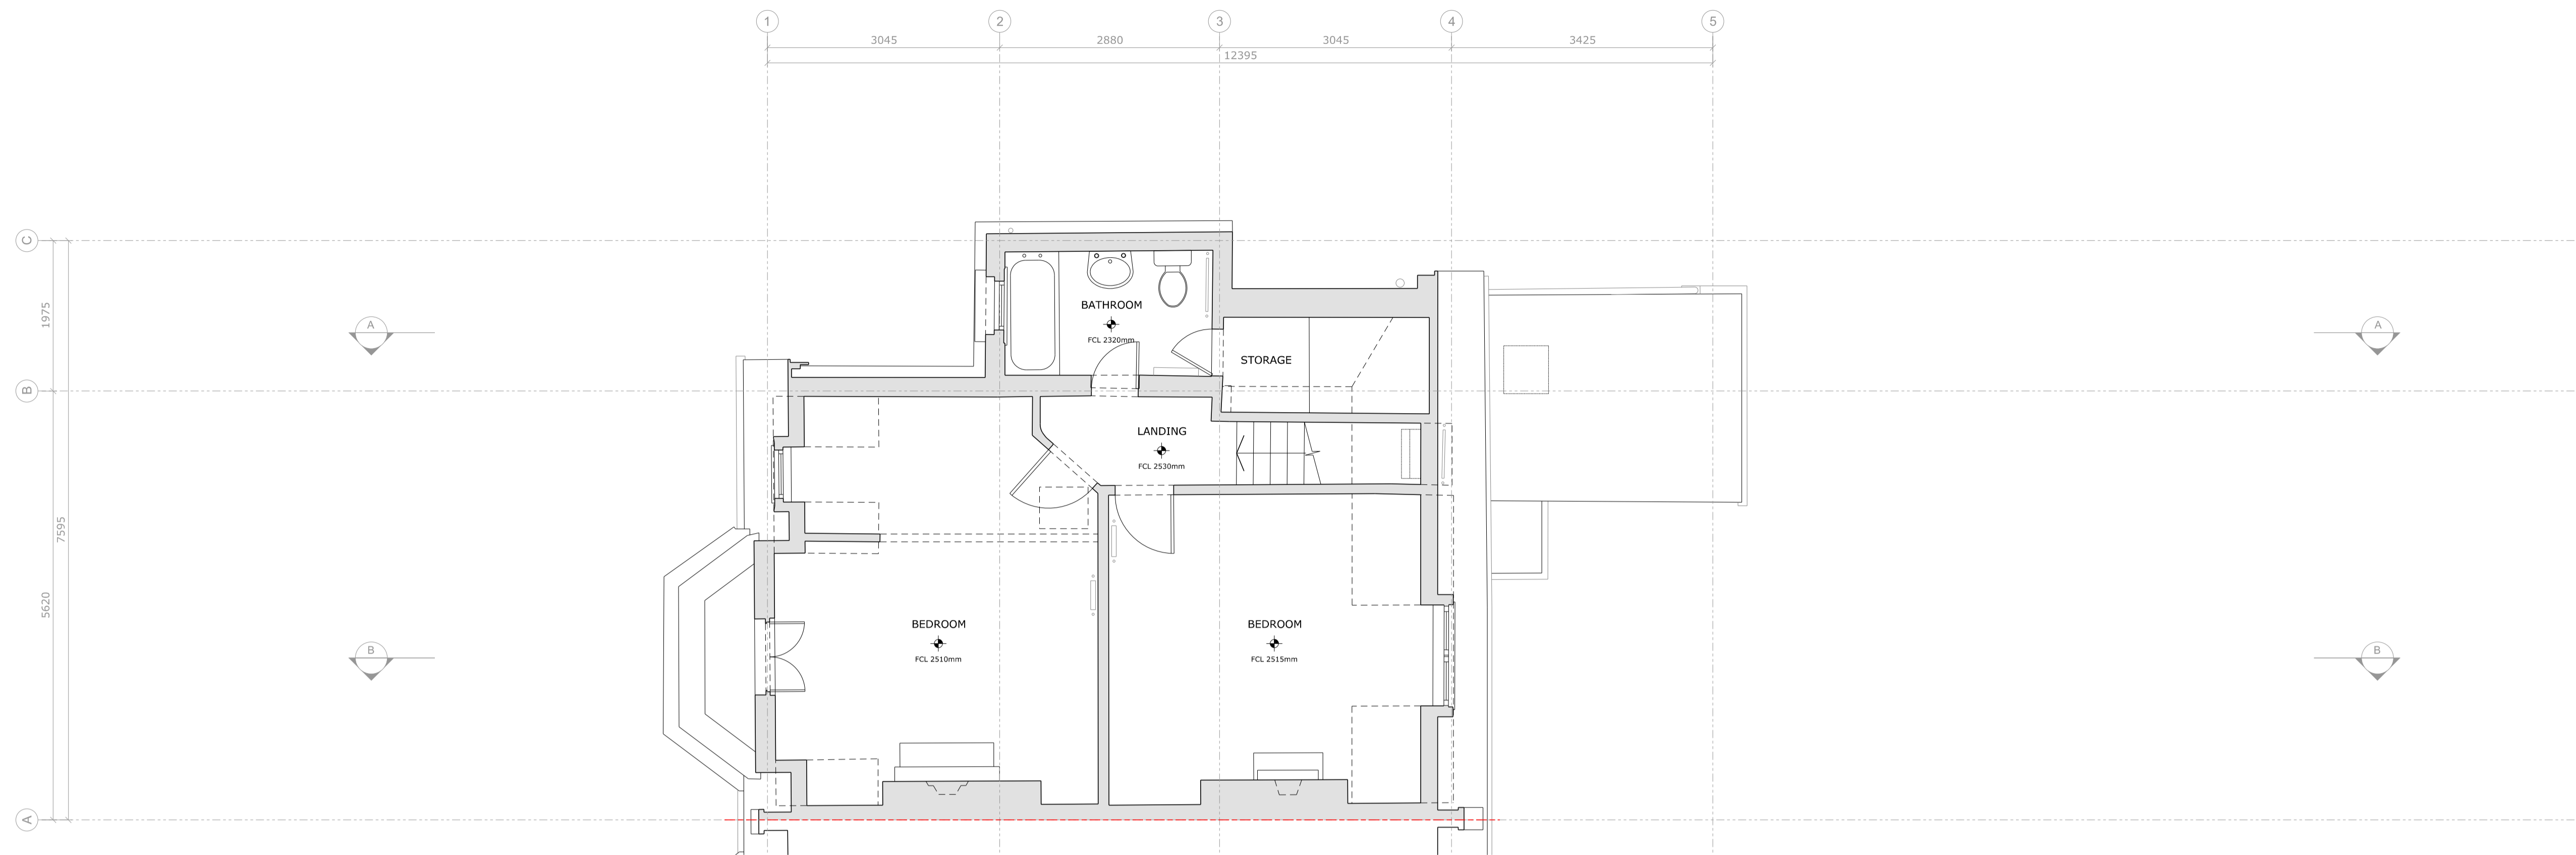 1
2
3
4
5
3045
2880
3045
3425
12395
C
BATHROOM
FCL 2320mm
1975
A
A
STORAGE
B
LANDING
FCL 2530mm
7595
5620
BEDROOM
BEDROOM
FCL 2510mm
FCL 2515mm
B
B
A